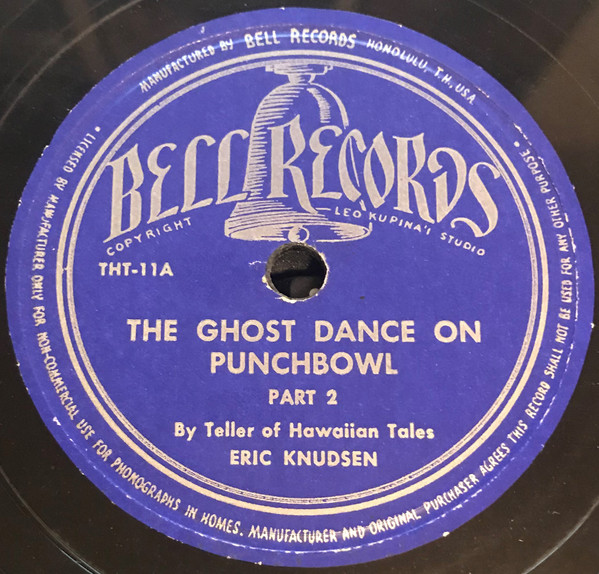 MANUFACTURED BY BELL RECORDS HONOLULU, T.H., USA
BELL RECORDS
COPYRIGHT LEO KUPINA'I STUDIO
THT-11A
THE GHOST DANCE ON
PUNCHBOWL
PART 2
By Teller of Hawaiian Tales
ERIC KNUDSEN
• LICENSED BY MANUFACTURER ONLY FOR NON-COMMERCIAL USE FOR PHONOGRAPHS IN HOMES. MANUFACTURER AND ORIGINAL PURCHASER AGREES THIS RECORD SHALL NOT BE USED FOR ANY OTHER PURPOSE •